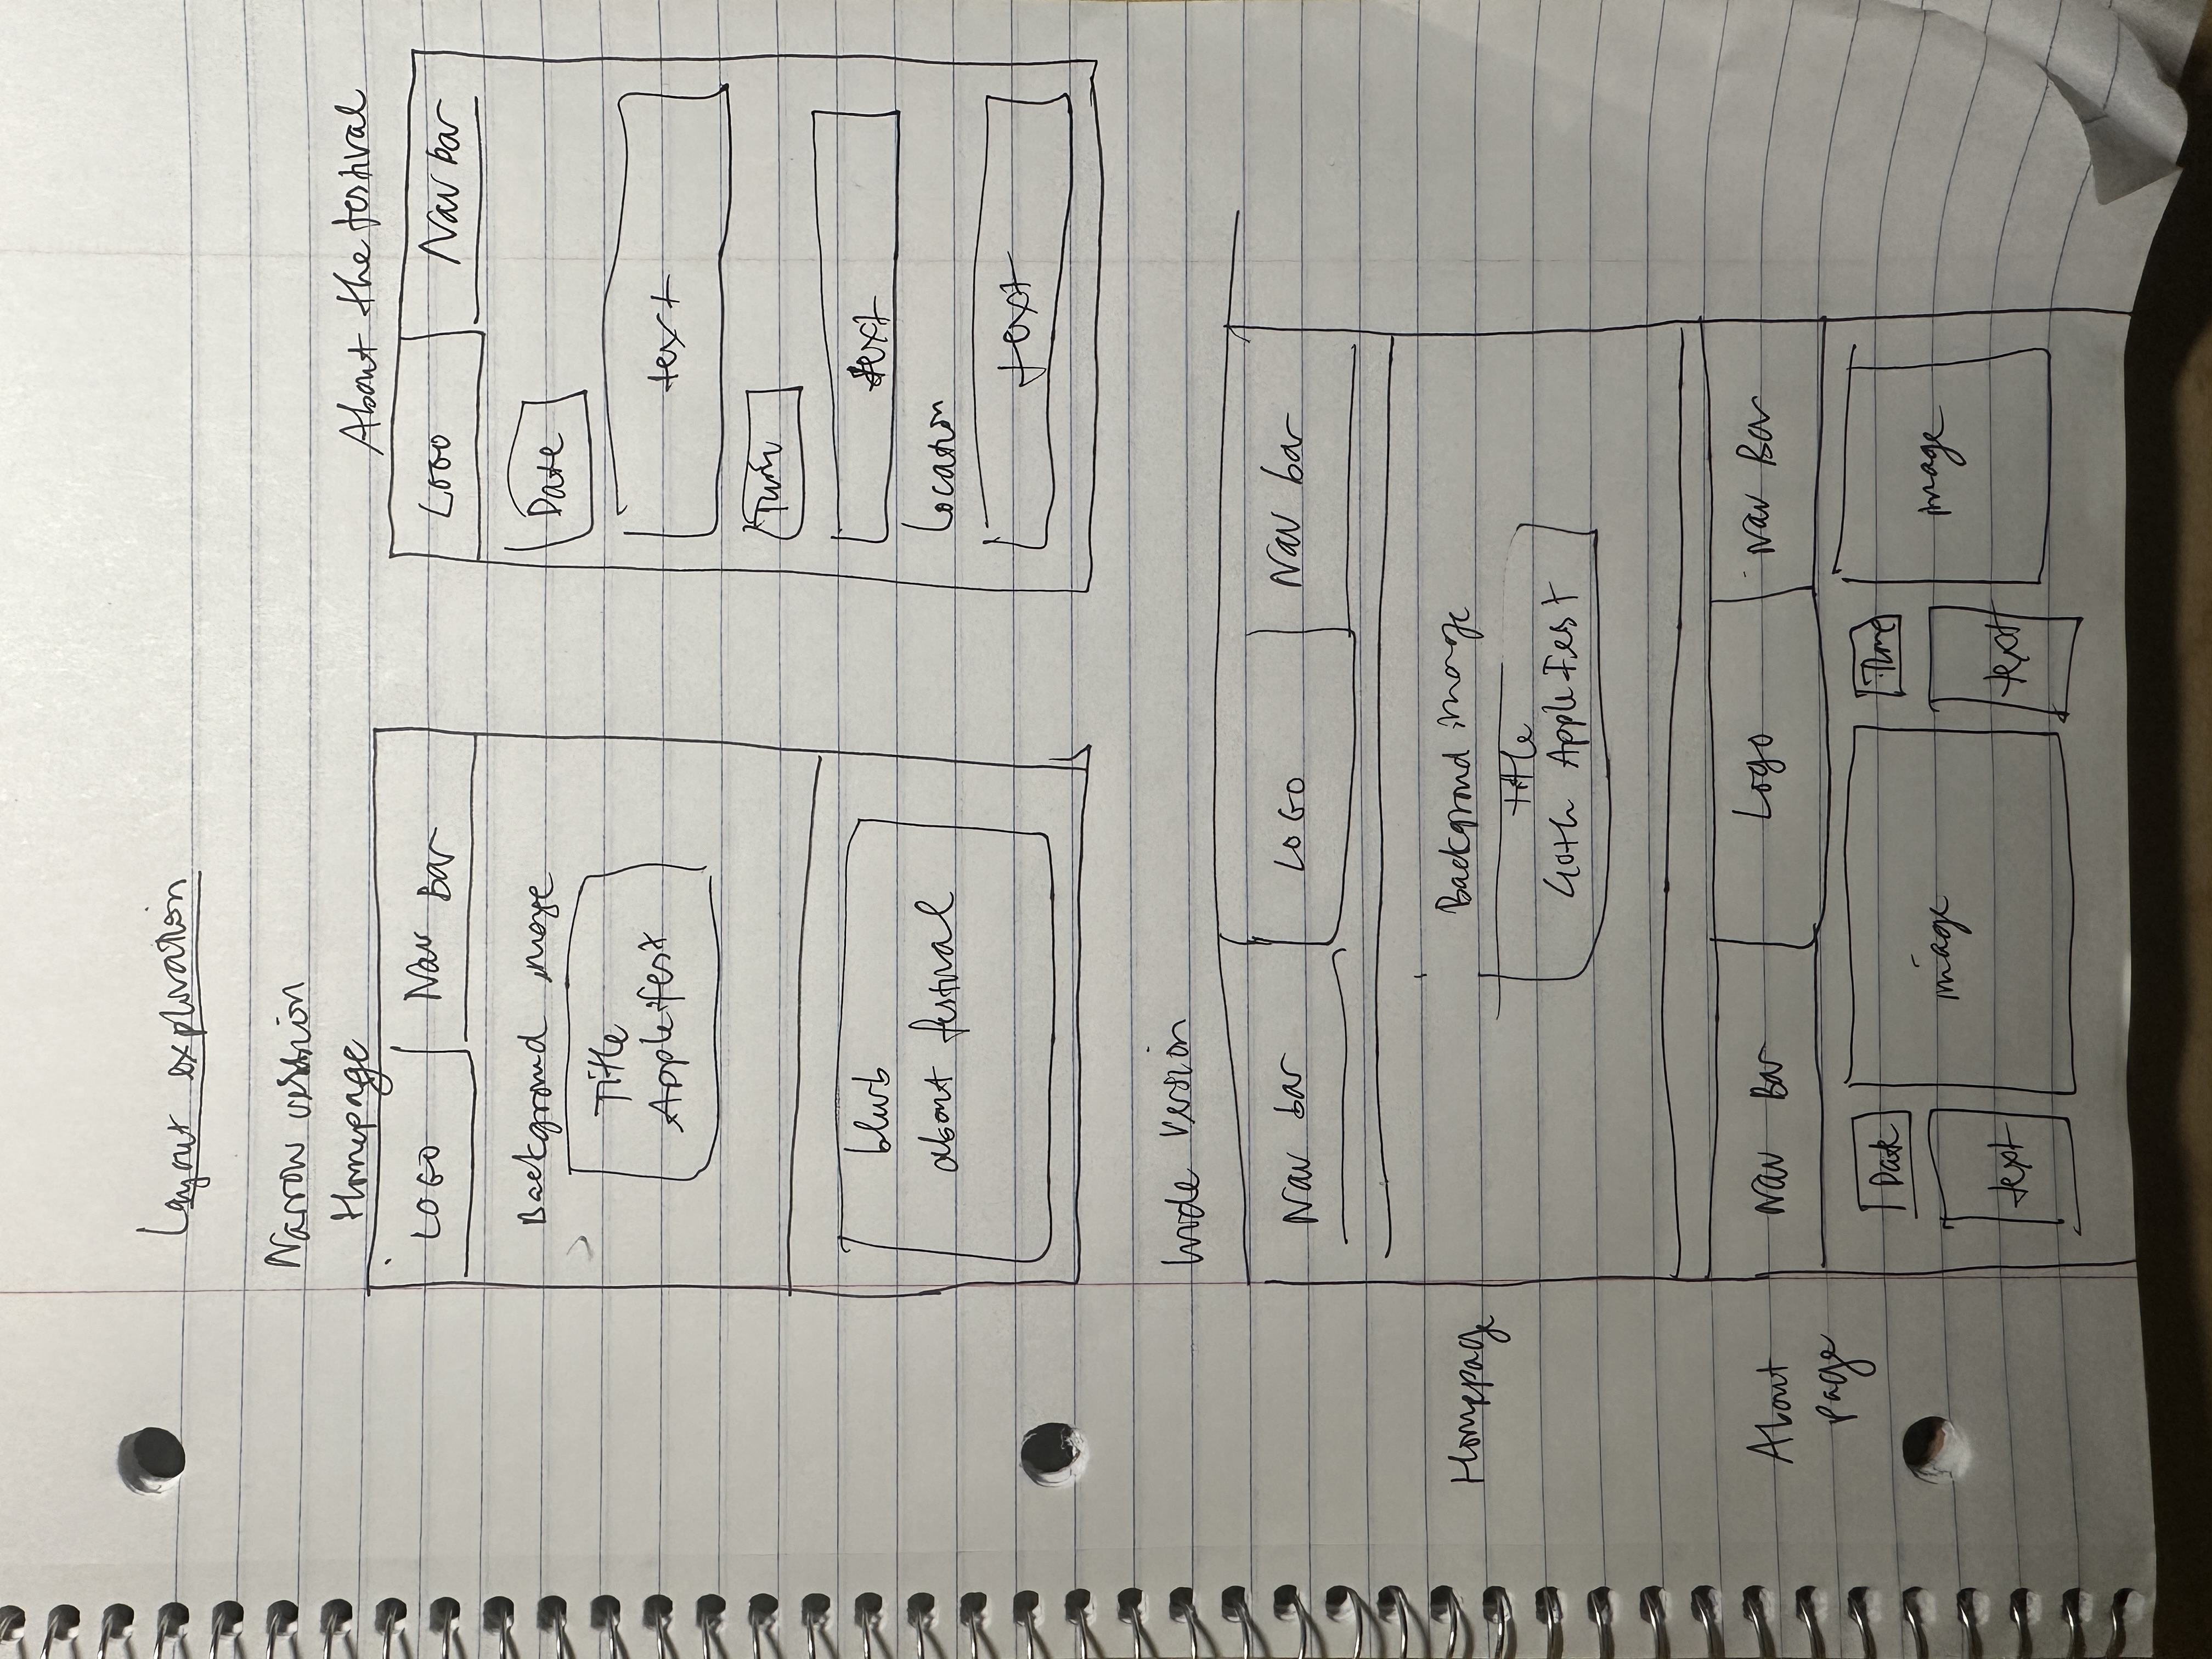 Layout exploration
Narrow version
Homepage
LOGO Nav Bar
Background image
Title
Applefest
blurb
about festival
About the festival
Logo Nav bar
Date
text
Time
text
Location
text
Wide Version
Homepage
Nav bar LOGO Nav bar
Background image
title
Goth AppleFest
About
page
Nav Bar Logo Nav Bar
Date image Time image
text text